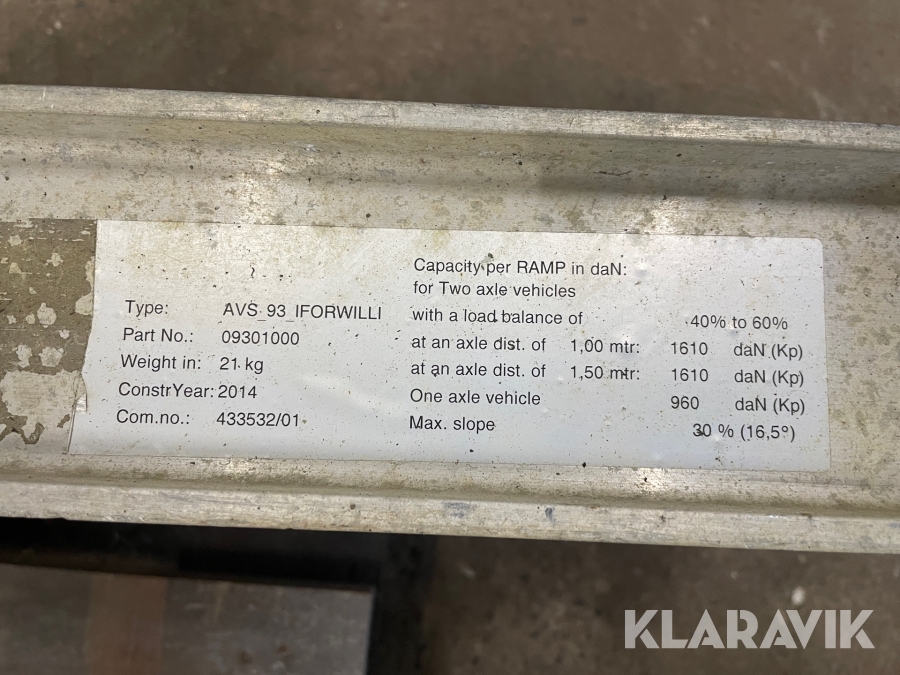 Type: AVS_93_IFORWILLI
Part No.: 09301000
Weight in: 21 kg
ConstrYear: 2014
Com.no.: 433532/01
Capacity per RAMP in daN:
for Two axle vehicles
with a load balance of 40% to 60%
at an axle dist. of 1,00 mtr: 1610 daN (Kp)
at an axle dist. of 1,50 mtr: 1610 daN (Kp)
One axle vehicle 960 daN (Kp)
Max. slope 30 % (16,5°)
KLARAVIK